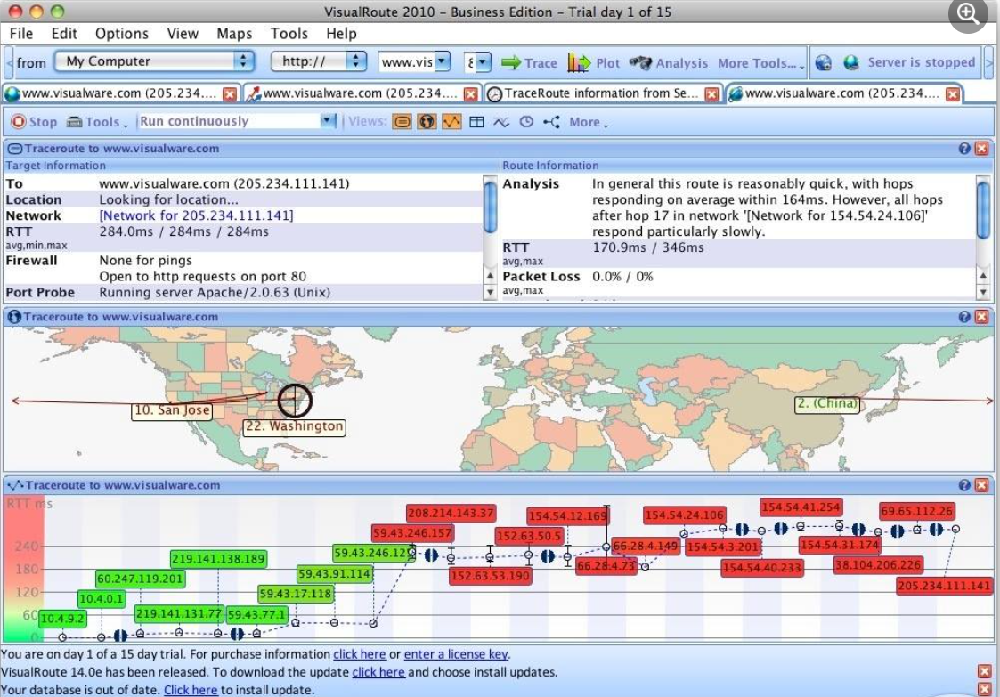 VisualRoute 2010 – Business Edition – Trial day 1 of 15
File Edit Options View Maps Tools Help
from My Computer http:// www.vis Trace Plot Analysis More Tools... Server is stopped
www.visualware.com (205.234.... www.visualware.com (205.234.... TraceRoute information from Se... www.visualware.com (205.234....
Stop Tools Run continuously Views: More
Traceroute to www.visualware.com
Target Information
To www.visualware.com (205.234.111.141)
Location Looking for location...
Network [Network for 205.234.111.141]
RTT 284.0ms / 284ms / 284ms
avg,min,max
Firewall None for pings
Open to http requests on port 80
Port Probe Running server Apache/2.0.63 (Unix)
Route Information
Analysis In general this route is reasonably quick, with hops
responding on average within 164ms. However, all hops
after hop 17 in network '[Network for 154.54.24.106]'
respond particularly slowly.
RTT 170.9ms / 346ms
avg,max
Packet Loss 0.0% / 0%
avg,max
Traceroute to www.visualware.com
10. San Jose
22. Washington
2. (China)
Traceroute to www.visualware.com
RTT ms
240
180
120
60
0
10.4.9.2
10.4.0.1
60.247.119.201
219.141.131.77
219.141.138.189
59.43.77.1
59.43.17.118
59.43.91.114
59.43.246.12
59.43.246.157
208.214.143.37
152.63.53.190
152.63.50.5
154.54.12.169
66.28.4.73
66.28.4.149
154.54.24.106
154.54.3.201
154.54.40.233
154.54.41.254
154.54.31.174
38.104.206.226
69.65.112.26
205.234.111.141
You are on day 1 of a 15 day trial. For purchase information click here or enter a license key.
VisualRoute 14.0e has been released. To download the update click here and choose install updates.
Your database is out of date. Click here to install update.